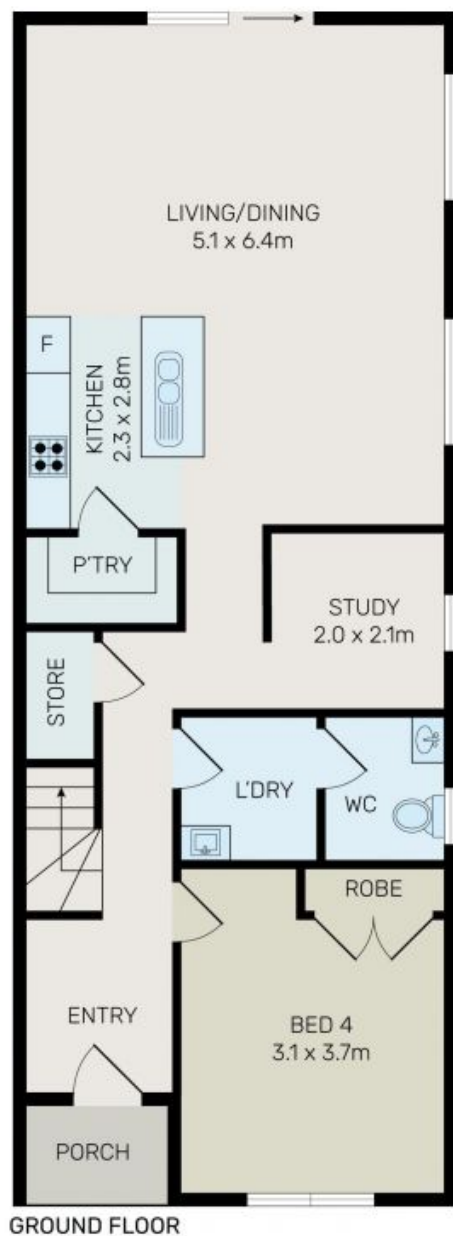 LIVING/DINING
5.1 x 6.4m
F
KITCHEN
2.3 x 2.8m
P'TRY
STUDY
2.0 x 2.1m
STORE
L'DRY
WC
ROBE
ENTRY
BED 4
3.1 x 3.7m
PORCH
GROUND FLOOR